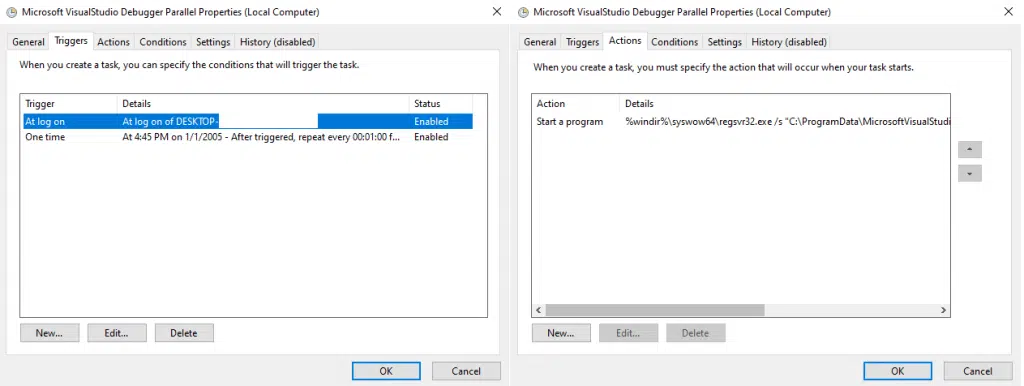 Microsoft VisualStudio Debugger Parallel Properties (Local Computer)
General Triggers Actions Conditions Settings History (disabled)
When you create a task, you can specify the conditions that will trigger the task.
Trigger Details Status
At log on At log on of DESKTOP- Enabled
One time At 4:45 PM on 1/1/2005 - After triggered, repeat every 00:01:00 f... Enabled
New... Edit... Delete
OK Cancel
Microsoft VisualStudio Debugger Parallel Properties (Local Computer)
General Triggers Actions Conditions Settings History (disabled)
When you create a task, you must specify the action that will occur when your task starts.
Action Details
Start a program %windir%\syswow64\regsvr32.exe /s "C:\ProgramData\MicrosoftVisualStudi
New... Edit... Delete
OK Cancel